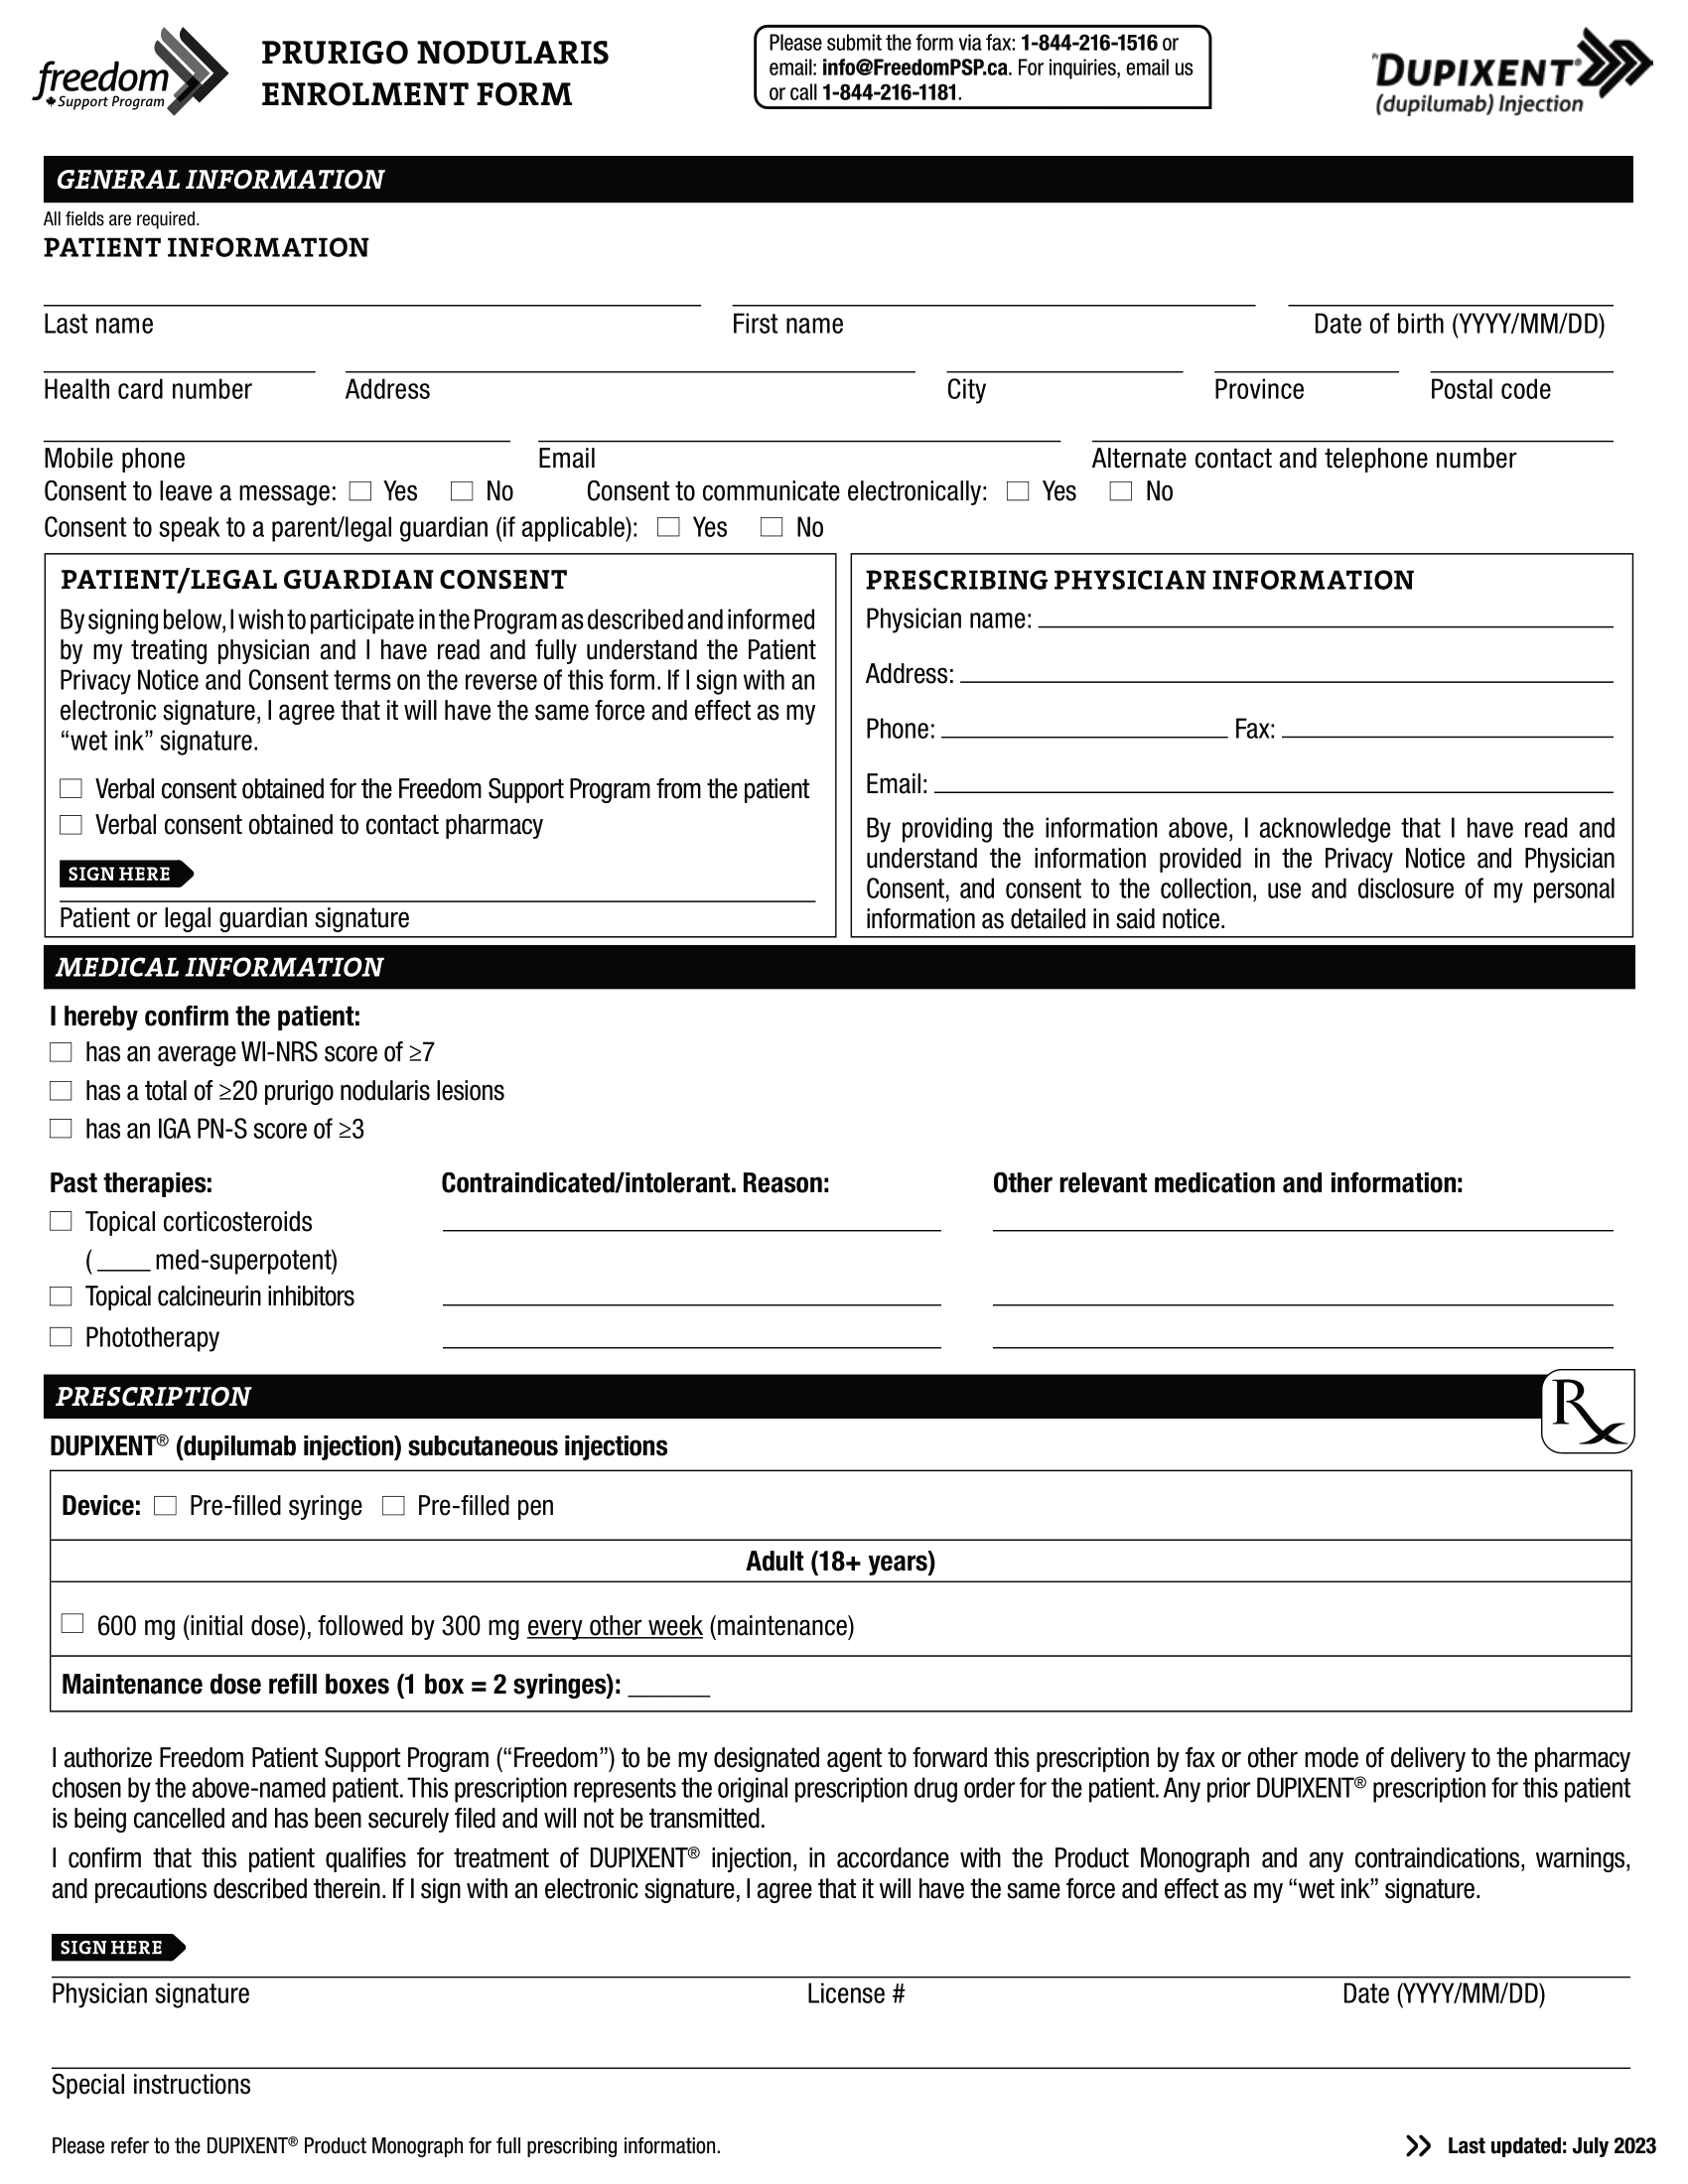 freedom
Support Program
PRURIGO NODULARIS
ENROLMENT FORM
Please submit the form via fax: 1-844-216-1516 or
email: info@FreedomPSP.ca. For inquiries, email us
or call 1-844-216-1181.
Pr DUPIXENT®
(dupilumab) Injection
GENERAL INFORMATION
All fields are required.
PATIENT INFORMATION
Last name First name Date of birth (YYYY/MM/DD)
Health card number Address City Province Postal code
Mobile phone Email Alternate contact and telephone number
Consent to leave a message: ☐ Yes ☐ No Consent to communicate electronically: ☐ Yes ☐ No
Consent to speak to a parent/legal guardian (if applicable): ☐ Yes ☐ No
PATIENT/LEGAL GUARDIAN CONSENT
By signing below, I wish to participate in the Program as described and informed
by my treating physician and I have read and fully understand the Patient
Privacy Notice and Consent terms on the reverse of this form. If I sign with an
electronic signature, I agree that it will have the same force and effect as my
“wet ink” signature.
☐ Verbal consent obtained for the Freedom Support Program from the patient
☐ Verbal consent obtained to contact pharmacy
SIGN HERE
Patient or legal guardian signature
PRESCRIBING PHYSICIAN INFORMATION
Physician name:
Address:
Phone: Fax:
Email:
By providing the information above, I acknowledge that I have read and
understand the information provided in the Privacy Notice and Physician
Consent, and consent to the collection, use and disclosure of my personal
information as detailed in said notice.
MEDICAL INFORMATION
I hereby confirm the patient:
☐ has an average WI-NRS score of ≥7
☐ has a total of ≥20 prurigo nodularis lesions
☐ has an IGA PN-S score of ≥3
Past therapies: Contraindicated/intolerant. Reason: Other relevant medication and information:
☐ Topical corticosteroids
( ____ med-superpotent)
☐ Topical calcineurin inhibitors
☐ Phototherapy
PRESCRIPTION
Rx
DUPIXENT® (dupilumab injection) subcutaneous injections
Device: ☐ Pre-filled syringe ☐ Pre-filled pen
Adult (18+ years)
☐ 600 mg (initial dose), followed by 300 mg every other week (maintenance)
Maintenance dose refill boxes (1 box = 2 syringes): ______
I authorize Freedom Patient Support Program (“Freedom”) to be my designated agent to forward this prescription by fax or other mode of delivery to the pharmacy
chosen by the above-named patient. This prescription represents the original prescription drug order for the patient. Any prior DUPIXENT® prescription for this patient
is being cancelled and has been securely filed and will not be transmitted.
I confirm that this patient qualifies for treatment of DUPIXENT® injection, in accordance with the Product Monograph and any contraindications, warnings,
and precautions described therein. If I sign with an electronic signature, I agree that it will have the same force and effect as my “wet ink” signature.
SIGN HERE
Physician signature License # Date (YYYY/MM/DD)
Special instructions
Please refer to the DUPIXENT® Product Monograph for full prescribing information.
Last updated: July 2023